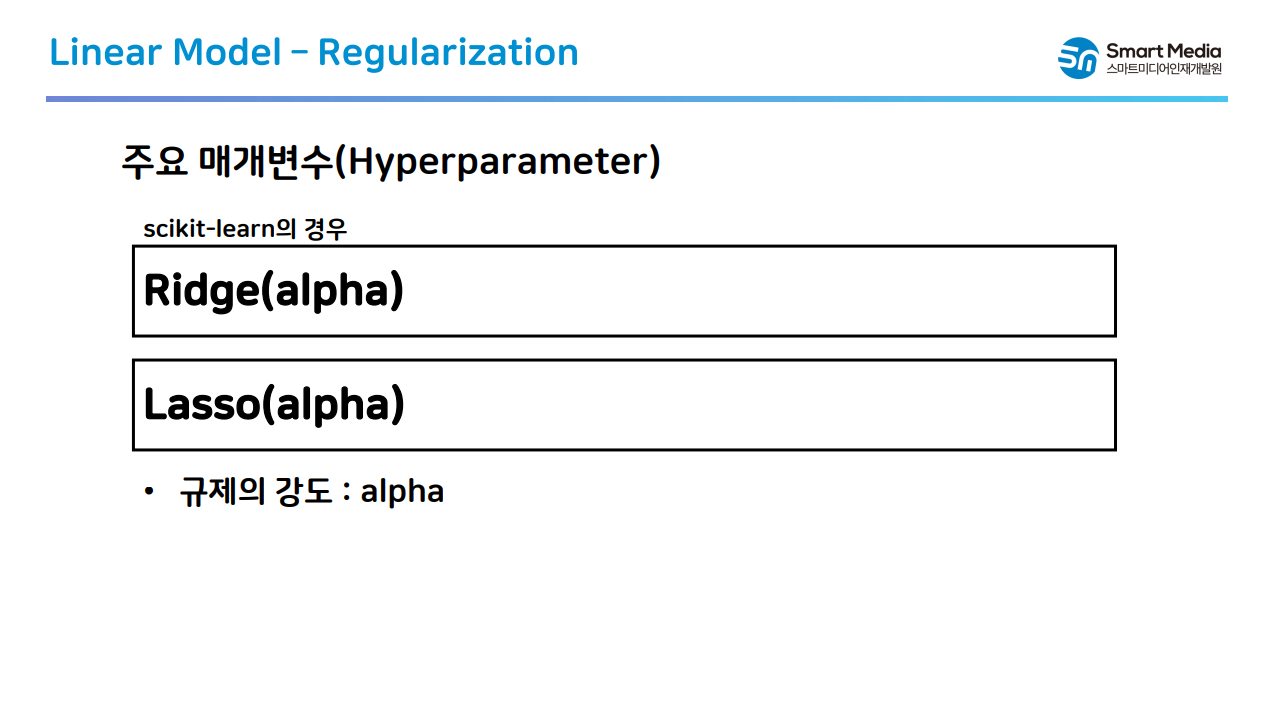 Linear Model – Regularization
Smart Media
스마트미디어인재개발원
주요 매개변수(Hyperparameter)
scikit-learn의 경우
Ridge(alpha)
Lasso(alpha)
• 규제의 강도 : alpha